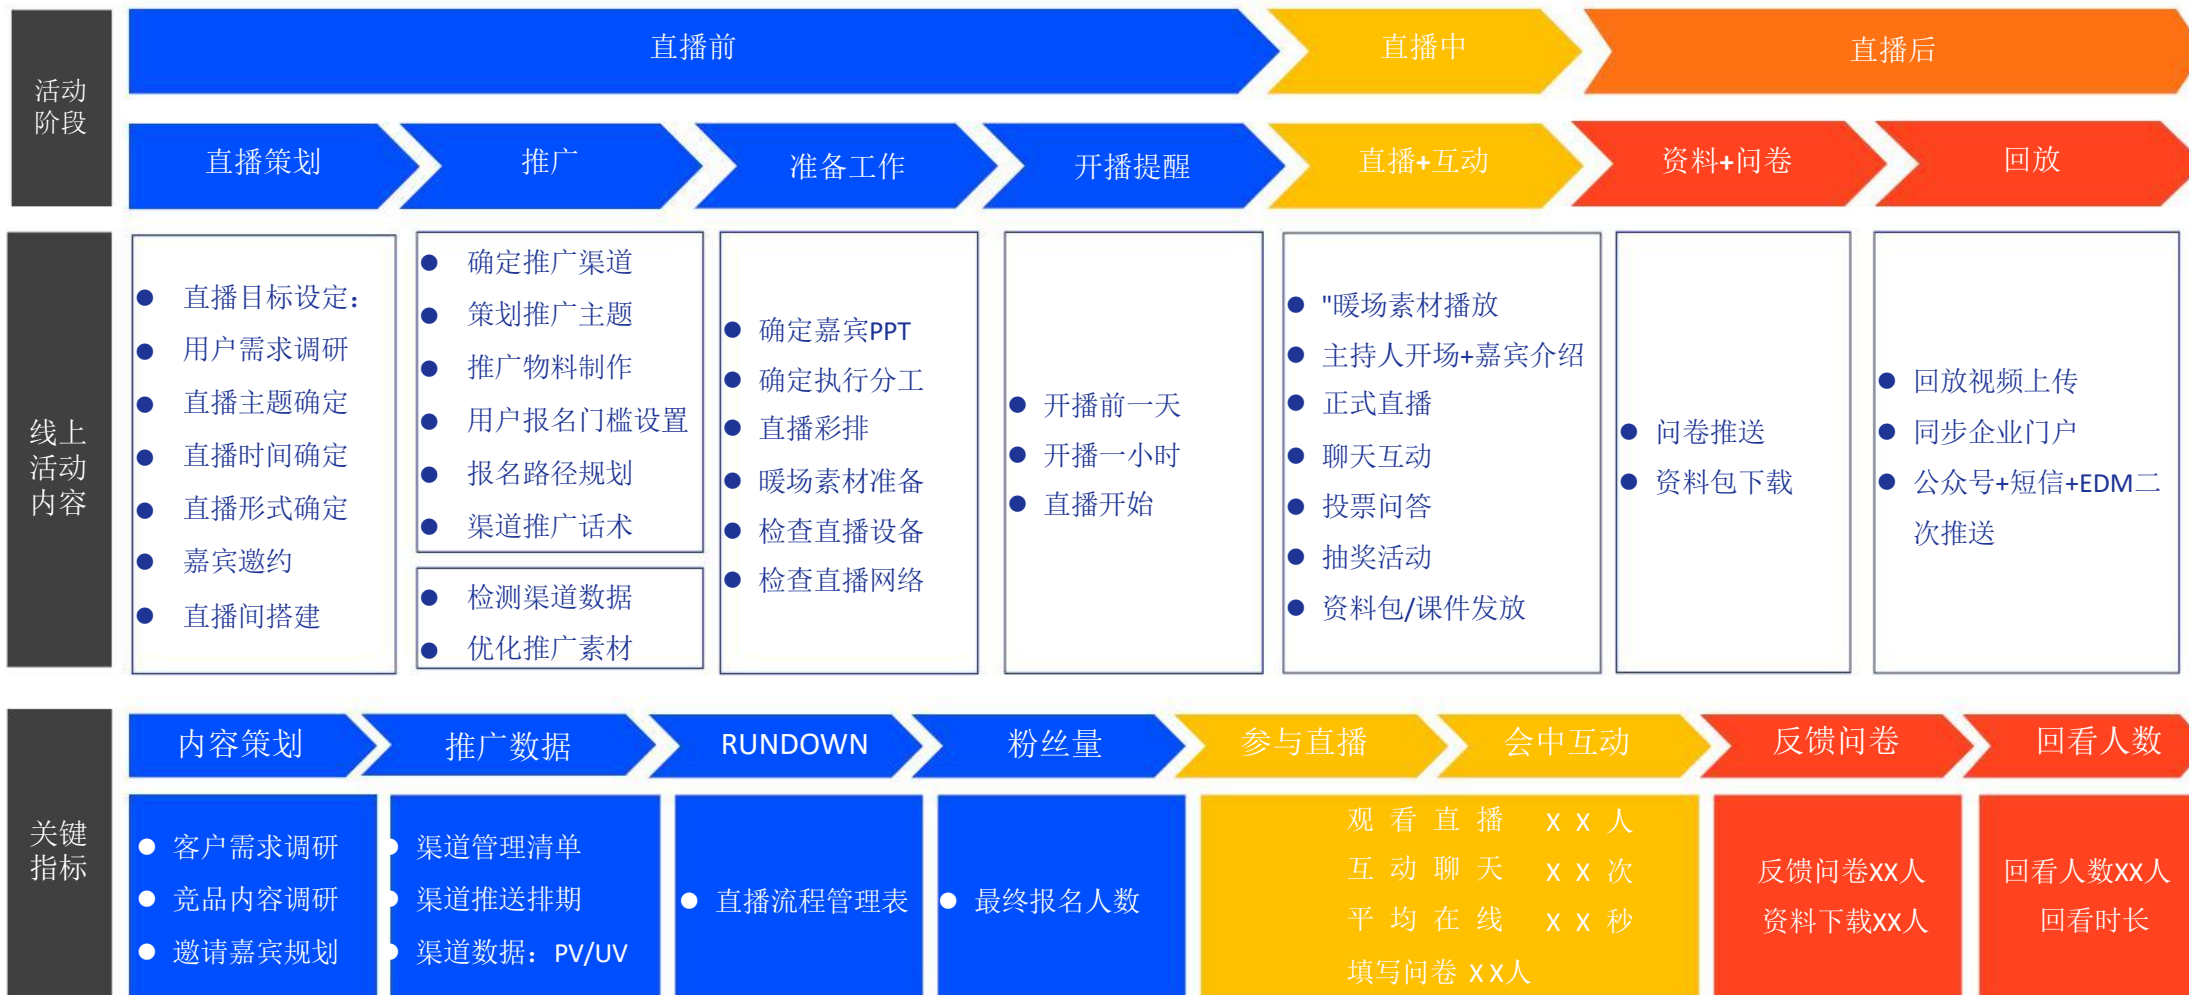 活动
阶段
直播前
直播中
直播后
直播策划
推广
准备工作
开播提醒
直播+互动
资料+问卷
回放
线上
活动
内容
直播目标设定：
用户需求调研
直播主题确定
直播时间确定
直播形式确定
嘉宾邀约
直播间搭建
确定推广渠道
策划推广主题
推广物料制作
用户报名门槛设置
报名路径规划
渠道推广话术
检测渠道数据
优化推广素材
确定嘉宾PPT
确定执行分工
直播彩排
暖场素材准备
检查直播设备
检查直播网络
开播前一天
开播一小时
直播开始
"暖场素材播放
主持人开场+嘉宾介绍
正式直播
聊天互动
投票问答
抽奖活动
资料包/课件发放
问卷推送
资料包下载
回放视频上传
同步企业门户
公众号+短信+EDM二
次推送
关键
指标
内容策划
推广数据
RUNDOWN
粉丝量
参与直播
会中互动
反馈问卷
回看人数
客户需求调研
竞品内容调研
邀请嘉宾规划
渠道管理清单
渠道推送排期
渠道数据：PV/UV
直播流程管理表
最终报名人数
观看直播 XX人
互动聊天 XX次
平均在线 XX秒
填写问卷 XX人
反馈问卷XX人
资料下载XX人
回看人数XX人
回看时长